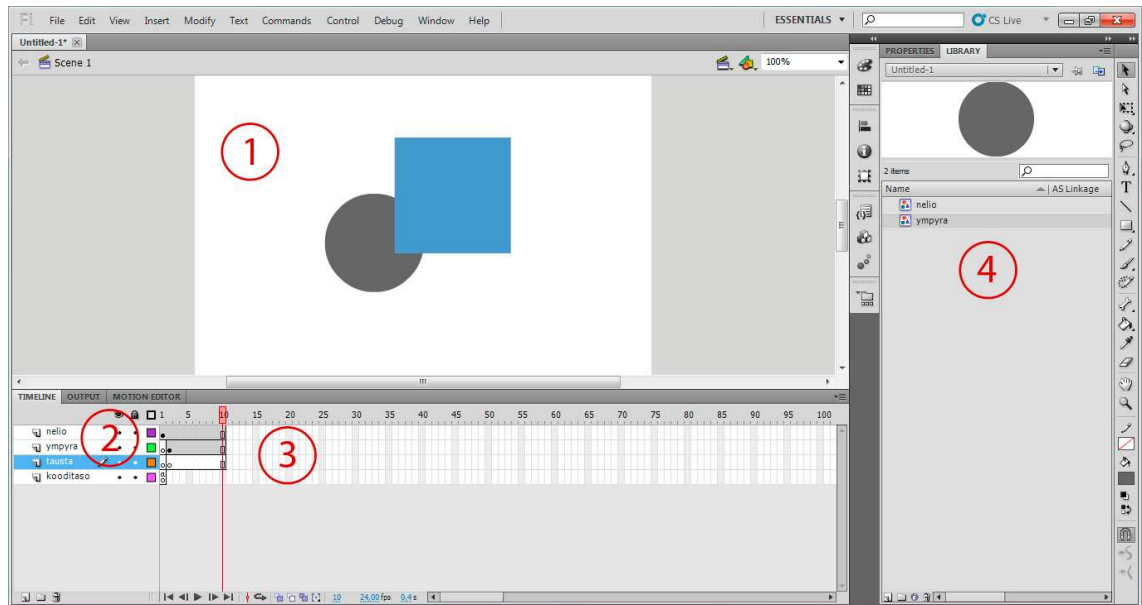 Fl File Edit View Insert Modify Text Commands Control Debug Window Help ESSENTIALS CS Live
Untitled-1*
Scene 1 100%
1
PROPERTIES LIBRARY
Untitled-1
2 items
Name AS Linkage
nelio
ympyra
4
T
TIMELINE OUTPUT MOTION EDITOR
1 5 10 15 20 25 30 35 40 45 50 55 60 65 70 75 80 85 90 95 100
nelio
ympyra
tausta
kooditaso
2
3
10 24.00 fps 0.4 s